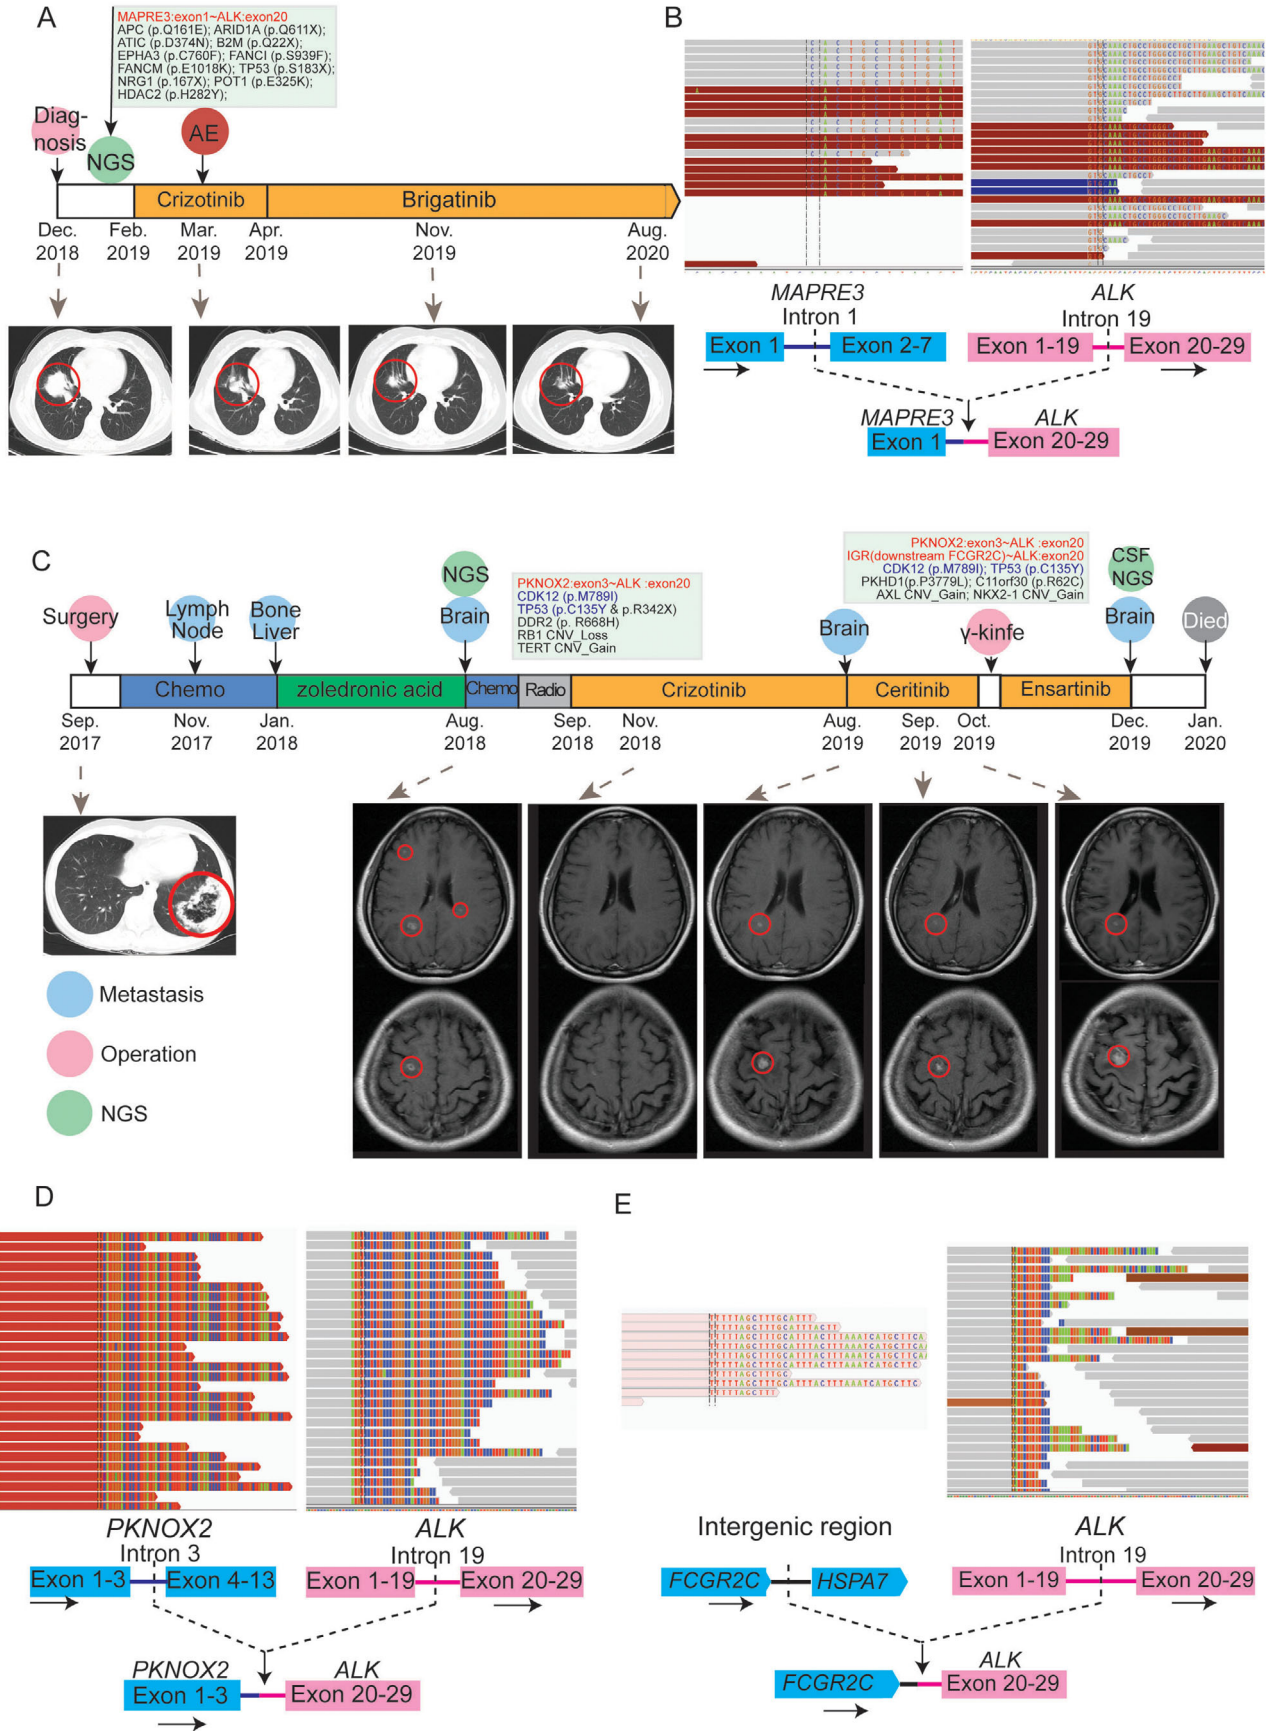 A
MAPRE3:exon1~ALK:exon20
APC (p.Q161E); ARID1A (p.Q611X);
ATIC (p.D374N); B2M (p.Q22X);
EPHA3 (p.C760F); FANCI (p.S939F);
FANCM (p.E1018K); TP53 (p.S183X);
NRG1 (p.167X); POT1 (p.E325K);
HDAC2 (p.H282Y);
Diag-
nosis
NGS
AE
Crizotinib
Brigatinib
Dec.
2018
Feb.
2019
Mar.
2019
Apr.
2019
Nov.
2019
Aug.
2020
B
MAPRE3
Intron 1
Exon 1
Exon 2-7
ALK
Intron 19
Exon 1-19
Exon 20-29
MAPRE3
ALK
Exon 1
Exon 20-29
C
Surgery
Lymph
Node
Bone
Liver
NGS
Brain
PKNOX2:exon3~ALK :exon20
CDK12 (p.M789I)
TP53 (p.C135Y & p.R342X)
DDR2 (p. R668H)
RB1 CNV_Loss
TERT CNV_Gain
Brain
PKNOX2:exon3~ALK :exon20
IGR(downstream FCGR2C)~ALK:exon20
CDK12 (p.M789I); TP53 (p.C135Y)
PKHD1(p.P3779L); C11orf30 (p.R62C)
AXL CNV_Gain; NKX2-1 CNV_Gain
γ-kinfe
CSF
NGS
Brain
Died
Chemo
zoledronic acid
Chemo
Radio
Crizotinib
Ceritinib
Ensartinib
Sep.
2017
Nov.
2017
Jan.
2018
Aug.
2018
Sep.
2018
Nov.
2018
Aug.
2019
Sep.
2019
Oct.
2019
Dec.
2019
Jan.
2020
Metastasis
Operation
NGS
D
PKNOX2
Intron 3
Exon 1-3
Exon 4-13
ALK
Intron 19
Exon 1-19
Exon 20-29
PKNOX2
ALK
Exon 1-3
Exon 20-29
E
Intergenic region
FCGR2C
HSPA7
ALK
Intron 19
Exon 1-19
Exon 20-29
ALK
FCGR2C
Exon 20-29